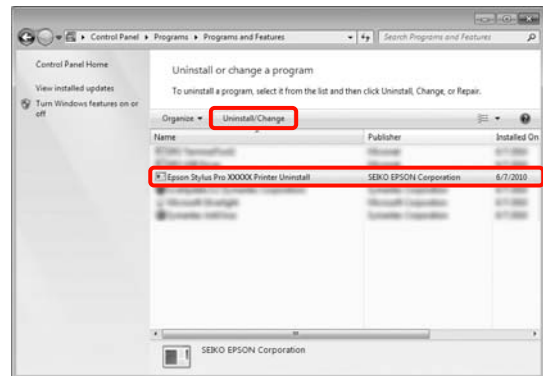 Control Panel ▸ Programs ▸ Programs and Features
Search Programs and Features
Control Panel Home
Uninstall or change a program
View installed updates
To uninstall a program, select it from the list and then click Uninstall, Change, or Repair.
Turn Windows features on or
off
Organize Uninstall/Change
Name Publisher Installed On
Epson Stylus Pro XXXXX Printer Uninstall SEIKO EPSON Corporation 6/7/2010
SEIKO EPSON Corporation